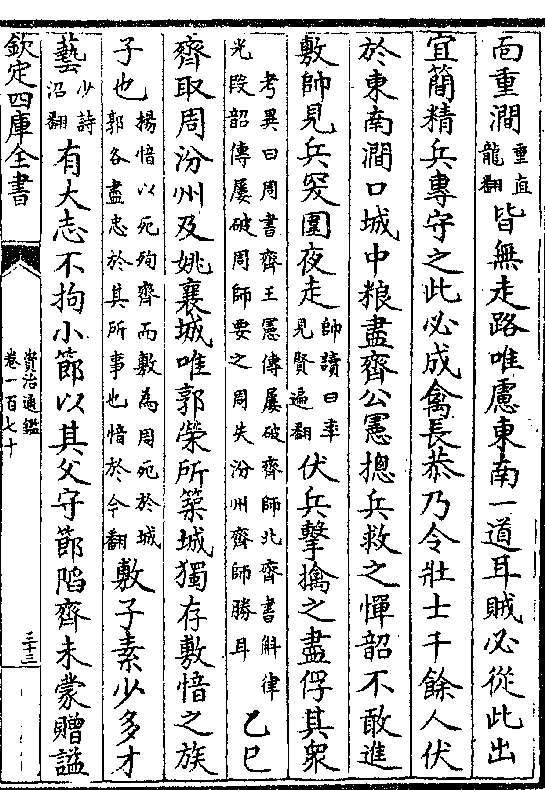 面重澗重直龍翻皆無走路唯慮東南一道耳賊必從此出
宜簡精兵專守之此必成禽長恭乃令壯士千餘人伏
於東南澗口城中粮盡齊公憲摠兵救之憚韶不敢進
敷帥見兵突圍夜走帥讀曰率見賢遍翻伏兵擊擒之盡俘其衆
考異曰周書齊王憲傳屢破齊師北齊書斛律光段韶傳屢破周師要之周失汾州齊師勝耳乙巳
齊取周汾州及姚襄城唯郭榮所築城獨存敷愔之族
子也楊愔以死殉齊而敷為周死於城郭各盡忠於其所事也愔於今翻敷子素少多才
藝少詩沼翻有大志不拘小節以其父守節陷齊未蒙贈謚
欽定四庫全書
資治通鑑
卷一百七十
三十三